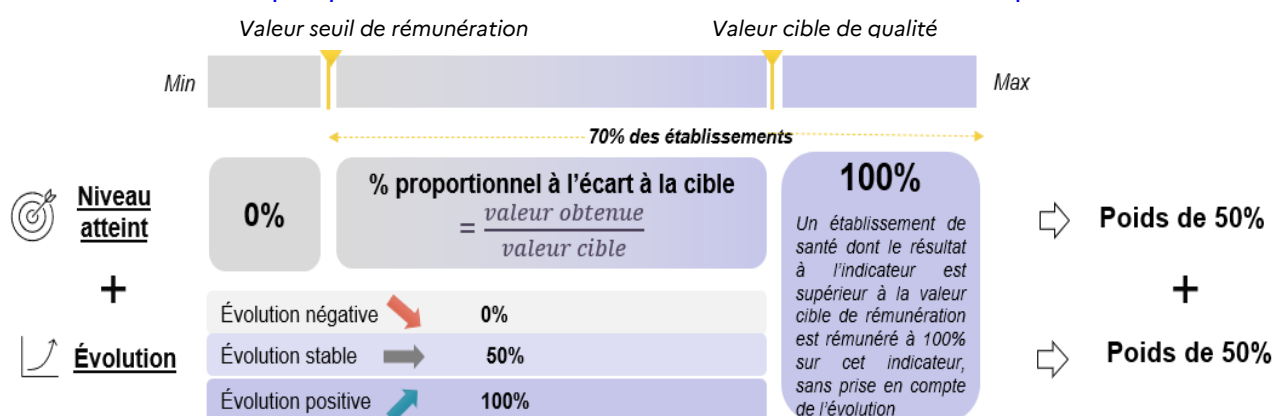 Valeur seuil de rémunération
Valeur cible de qualité
Min
Max
70% des établissements
Niveau
atteint
0%
% proportionnel à l'écart à la cible
= valeur obtenue
valeur cible
100%
Un établissement de
santé dont le résultat
à l'indicateur est
supérieur à la valeur
cible de rémunération
est rémunéré à 100%
sur cet indicateur,
sans prise en compte
de l'évolution
Poids de 50%
+
+
Évolution
Évolution négative 0%
Évolution stable 50%
Évolution positive 100%
Poids de 50%